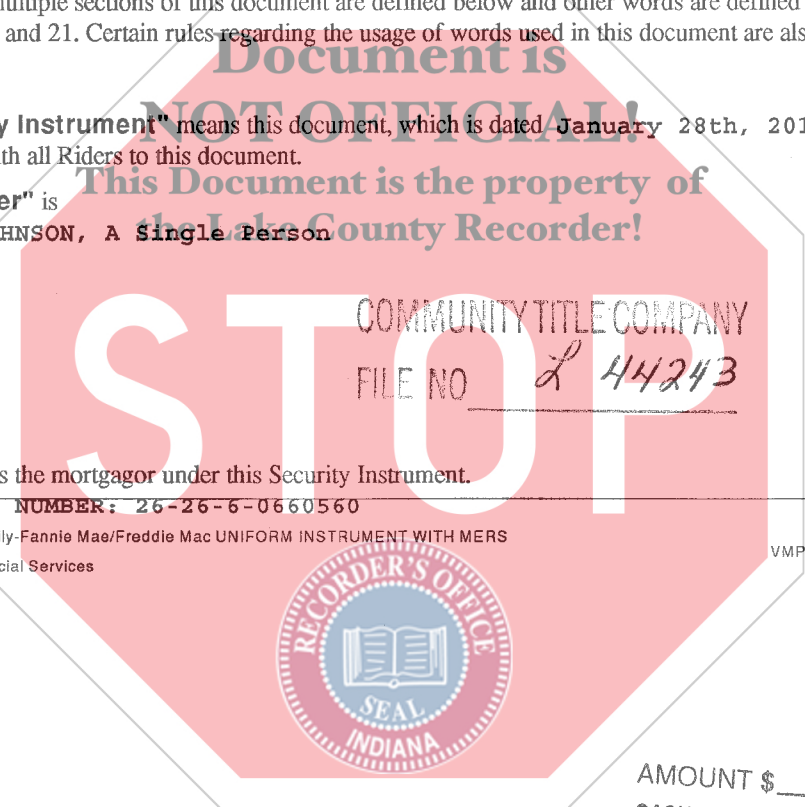 multiple sections of this document are defined below and other words are defined
and 21. Certain rules regarding the usage of words used in this document are als
Document is
NOT OFFICIAL!
y Instrument" means this document, which is dated January 28th, 201
th all Riders to this document.
This Document is the property of
er" is
the Lake County Recorder!
HNSON, A Single Person
COMMUNITY TITLE COMPANY
FILE NO L 44243
STOP
s the mortgagor under this Security Instrument.
NUMBER: 26-26-6-0660560
ly-Fannie Mae/Freddie Mac UNIFORM INSTRUMENT WITH MERS
VMP
cial Services
RECORDER'S OFFICE
SEAL
INDIANA
AMOUNT $